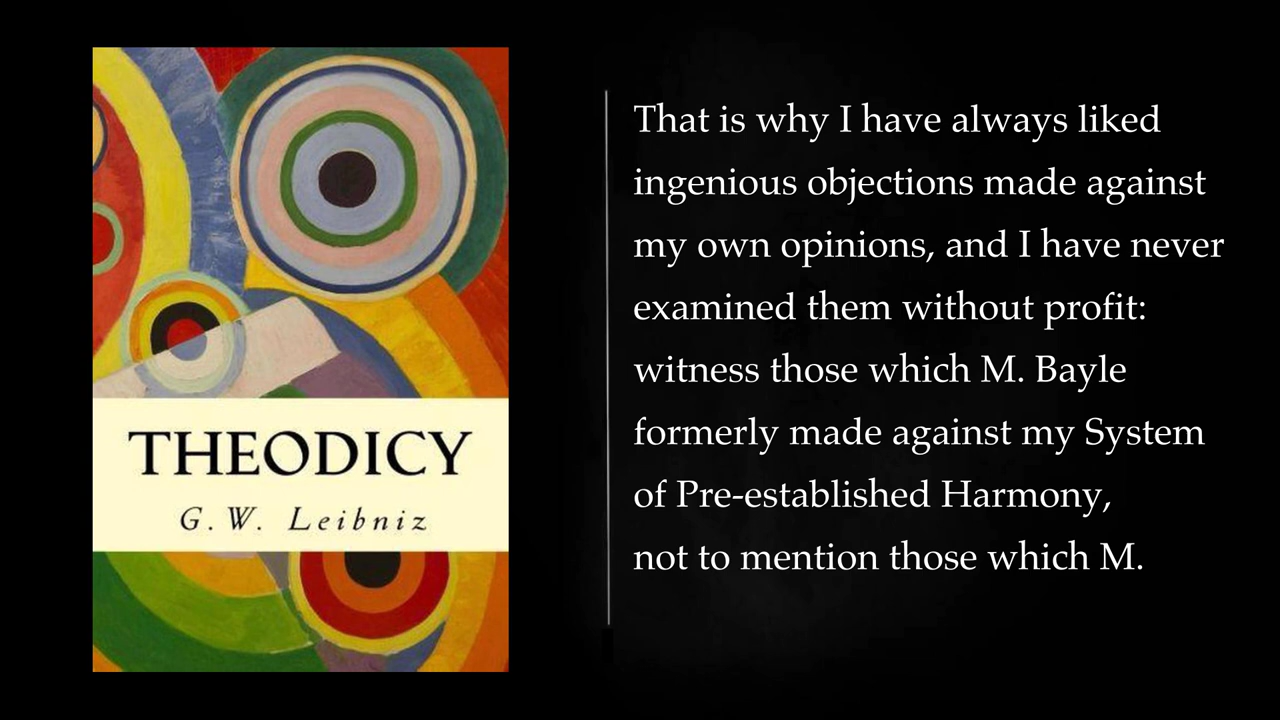 THEODICY
G.W. Leibniz
That is why I have always liked
ingenious objections made against
my own opinions, and I have never
examined them without profit:
witness those which M. Bayle
formerly made against my System
of Pre-established Harmony,
not to mention those which M.